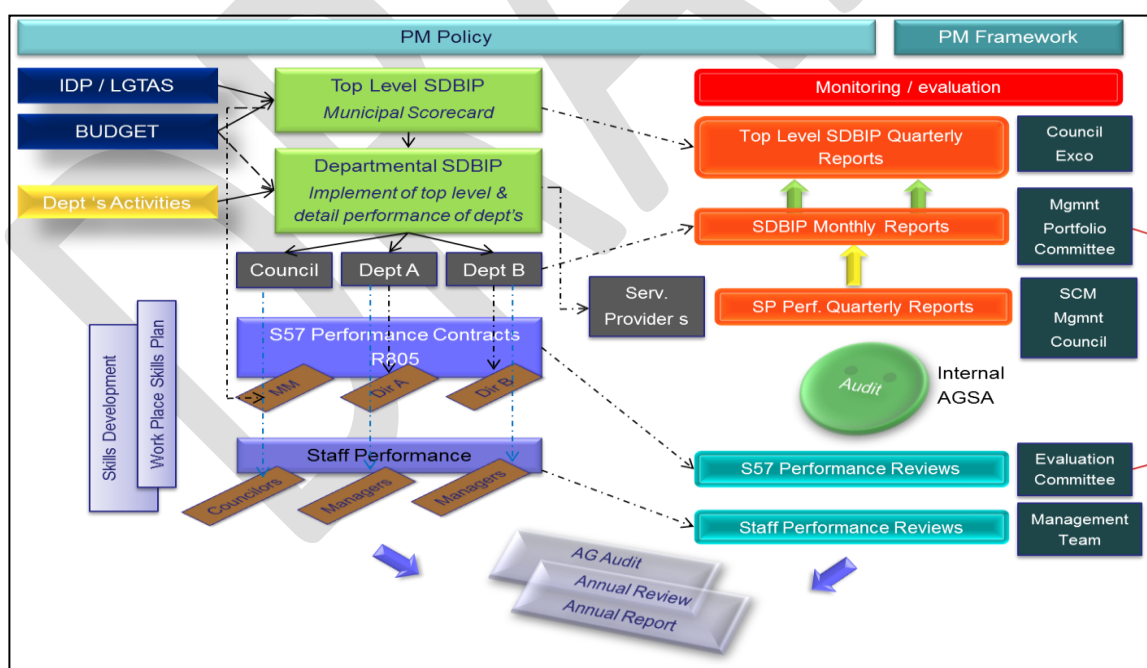 PM Policy
PM Framework
IDP / LGTAS
BUDGET
Dept 's Activities
Top Level SDBIP
Municipal Scorecard
Departmental SDBIP
Implement of top level &
detail performance of dept's
Council
Dept A
Dept B
Serv.
Provider s
S57 Performance Contracts
R805
MM
Dir A
Dir B
Skills Development
Work Place Skills Plan
Staff Performance
Councilors
Managers
Managers
Monitoring / evaluation
Top Level SDBIP Quarterly
Reports
Council
Exco
SDBIP Monthly Reports
Mgmnt
Portfolio
Committee
SP Perf. Quarterly Reports
SCM
Mgmnt
Council
Audit
Internal
AGSA
S57 Performance Reviews
Evaluation
Committee
Staff Performance Reviews
Management
Team
AG Audit
Annual Review
Annual Report